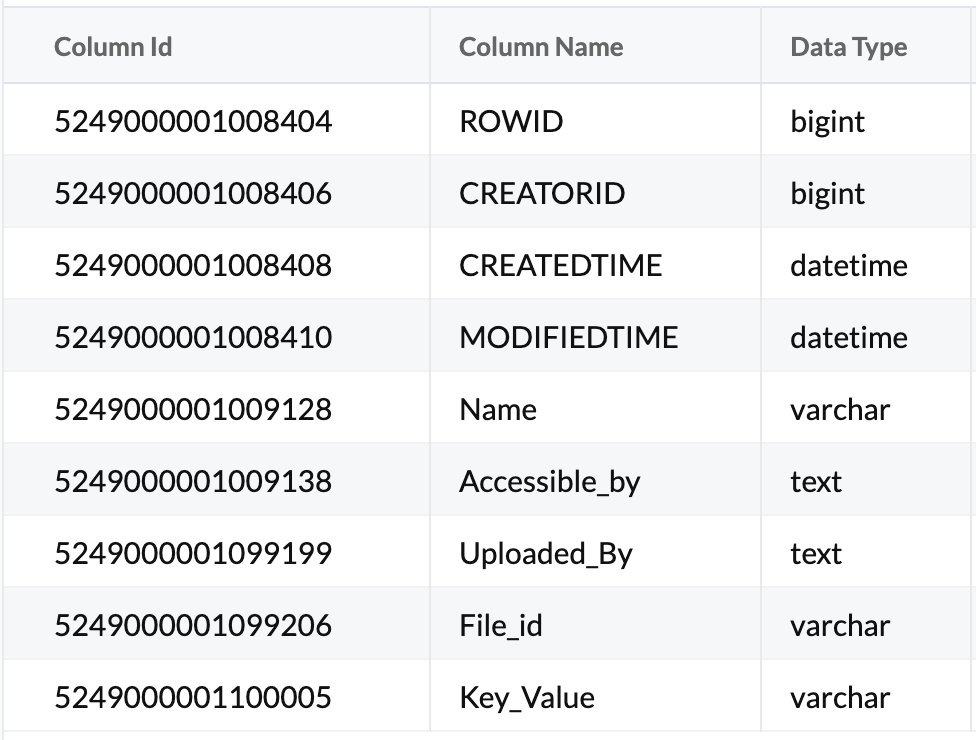 Column Id Column Name Data Type
5249000001008404 ROWID bigint
5249000001008406 CREATORID bigint
5249000001008408 CREATEDTIME datetime
5249000001008410 MODIFIEDTIME datetime
5249000001009128 Name varchar
5249000001009138 Accessible_by text
5249000001099199 Uploaded_By text
5249000001099206 File_id varchar
5249000001100005 Key_Value varchar